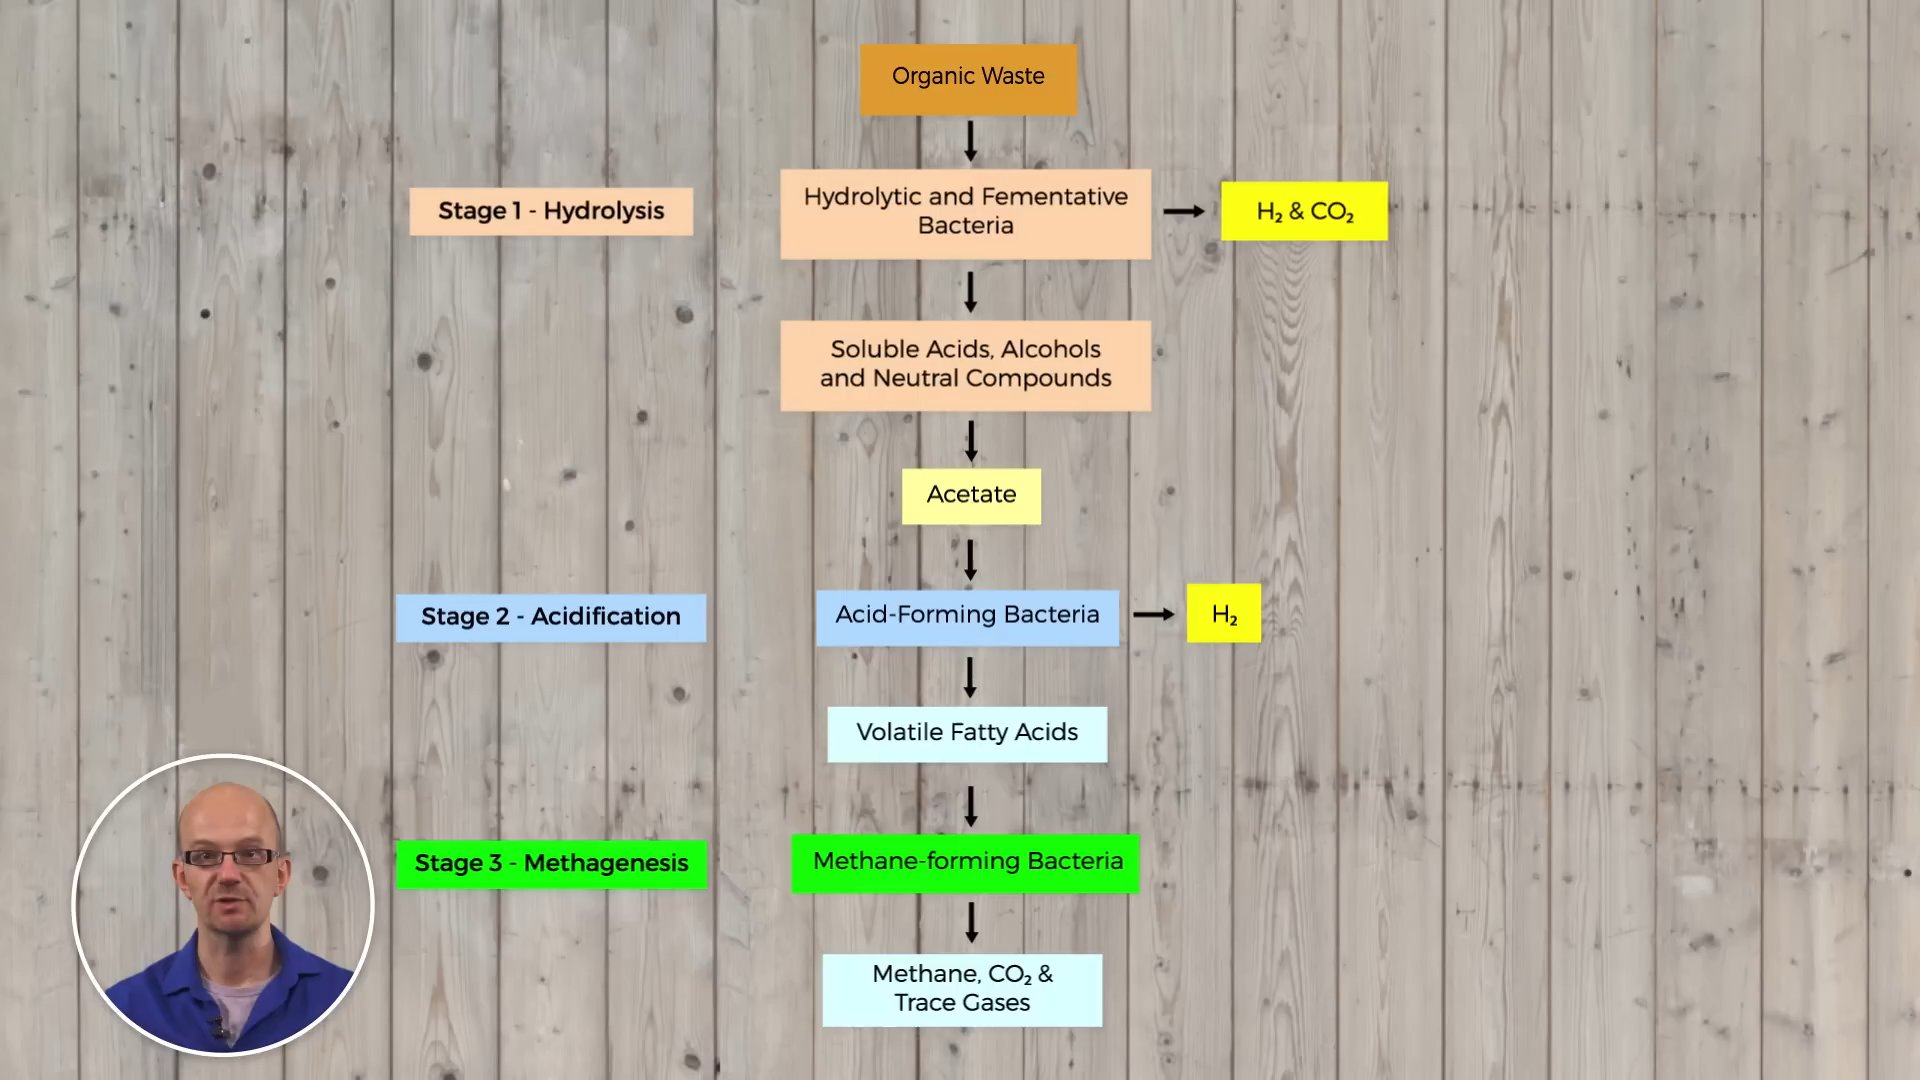 Organic Waste
Stage 1 - Hydrolysis
Hydrolytic and Fementative
Bacteria
H₂ & CO₂
Soluble Acids, Alcohols
and Neutral Compounds
Acetate
Stage 2 - Acidification
Acid-Forming Bacteria
H₂
Volatile Fatty Acids
Stage 3 - Methagenesis
Methane-forming Bacteria
Methane, CO₂ &
Trace Gases